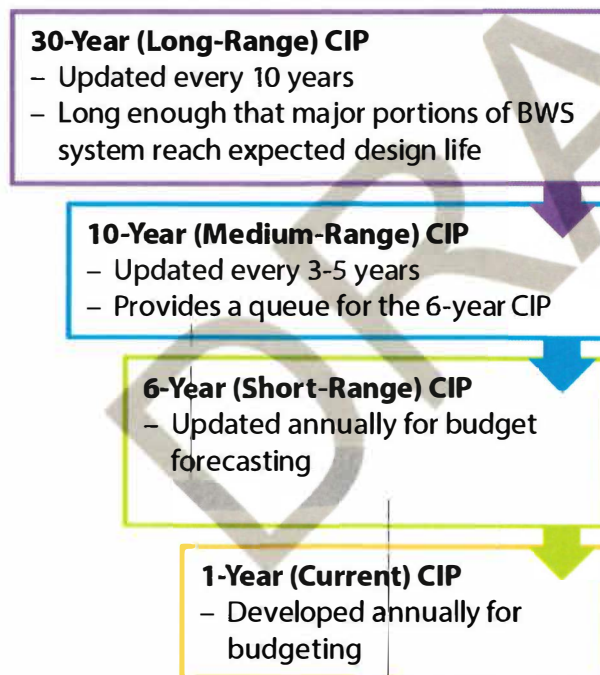 30-Year (Long-Range) CIP
– Updated every 10 years
– Long enough that major portions of BWS
system reach expected design life
10-Year (Medium-Range) CIP
– Updated every 3-5 years
– Provides a queue for the 6-year CIP
6-Year (Short-Range) CIP
– Updated annually for budget
forecasting
1-Year (Current) CIP
– Developed annually for
budgeting
DRA